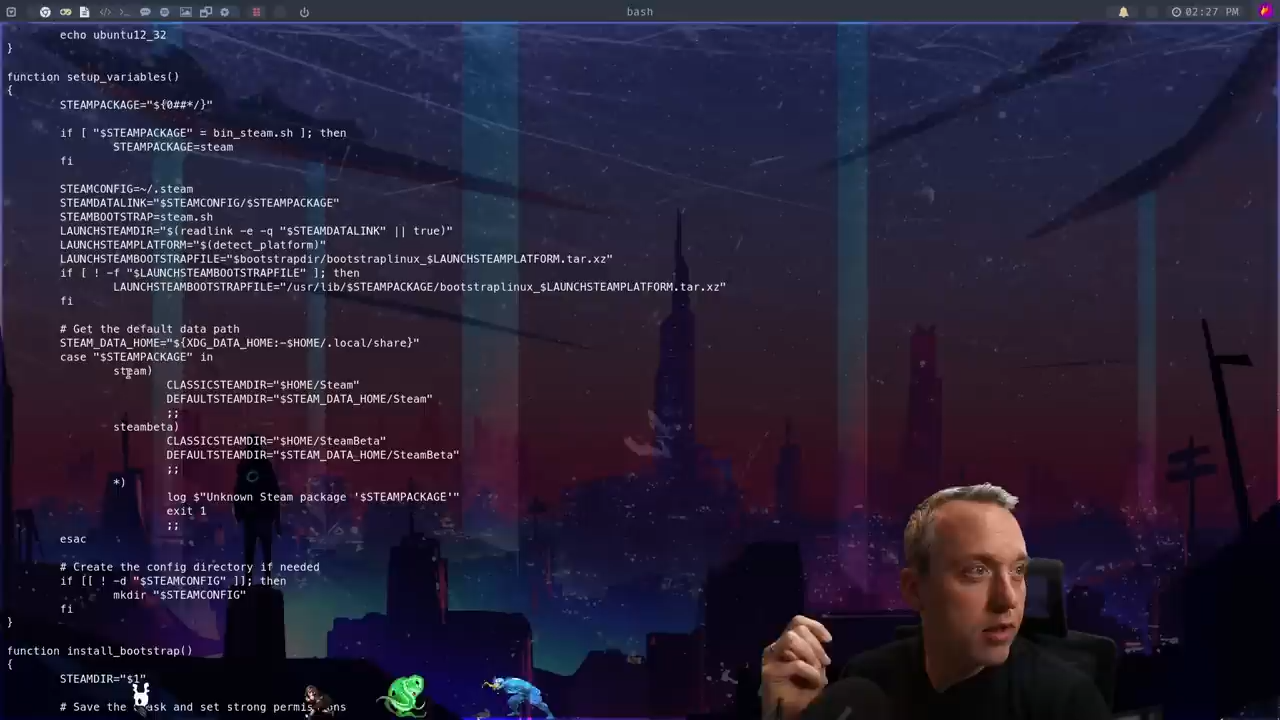 bash
02:27 PM
echo ubuntu12_32
}
function setup_variables()
{
STEAMPACKAGE="${0##*/}"
if [ "$STEAMPACKAGE" = bin_steam.sh ]; then
STEAMPACKAGE=steam
fi
STEAMCONFIG=~/.steam
STEAMDATALINK="$STEAMCONFIG/$STEAMPACKAGE"
STEAMBOOTSTRAP=steam.sh
LAUNCHSTEAMDIR="$(readlink -e -q "$STEAMDATALINK" || true)"
LAUNCHSTEAMPLATFORM="$(detect_platform)"
LAUNCHSTEAMBOOTSTRAPFILE="$bootstrapdir/bootstraplinux_$LAUNCHSTEAMPLATFORM.tar.xz"
if [ ! -f "$LAUNCHSTEAMBOOTSTRAPFILE" ]; then
LAUNCHSTEAMBOOTSTRAPFILE="/usr/lib/$STEAMPACKAGE/bootstraplinux_$LAUNCHSTEAMPLATFORM.tar.xz"
fi
# Get the default data path
STEAM_DATA_HOME="${XDG_DATA_HOME:-$HOME/.local/share}"
case "$STEAMPACKAGE" in
steam)
CLASSICSTEAMDIR="$HOME/Steam"
DEFAULTSTEAMDIR="$STEAM_DATA_HOME/Steam"
;;
steambeta)
CLASSICSTEAMDIR="$HOME/SteamBeta"
DEFAULTSTEAMDIR="$STEAM_DATA_HOME/SteamBeta"
;;
*)
log $"Unknown Steam package '$STEAMPACKAGE'"
exit 1
;;
esac
# Create the config directory if needed
if [[ ! -d "$STEAMCONFIG" ]]; then
mkdir "$STEAMCONFIG"
fi
}
function install_bootstrap()
{
STEAMDIR="$1"
# Save the and set strong